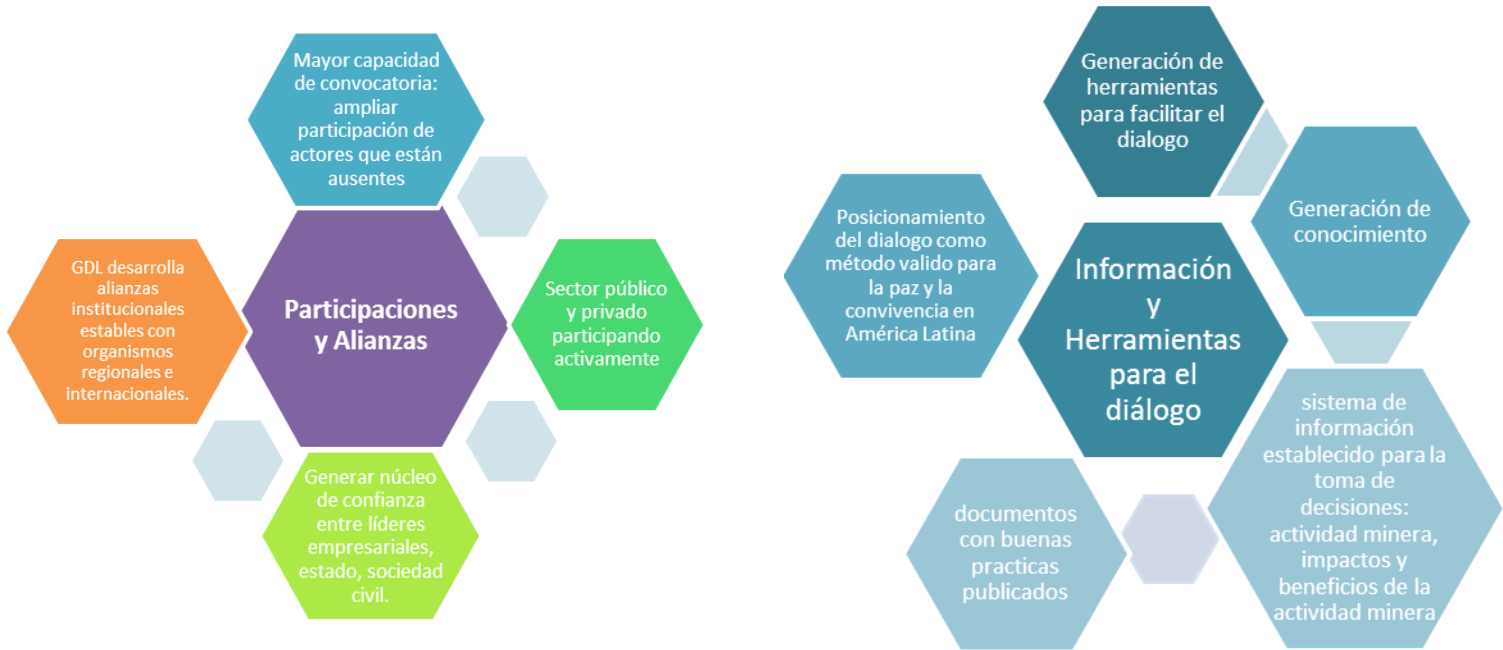 Mayor capacidad
de convocatoria:
ampliar
participación de
actores que están
ausentes
GDL desarrolla
alianzas
institucionales
estables con
organismos
regionales e
internacionales.
Participaciones
y Alianzas
Sector público
y privado
participando
activamente
Generar núcleo
de confianza
entre líderes
empresariales,
estado, sociedad
civil.
Generación de
herramientas
para facilitar el
dialogo
Posicionamiento
del dialogo como
método valido para
la paz y la
convivencia en
América Latina
Generación de
conocimiento
Información
y
Herramientas
para el
diálogo
documentos
con buenas
practicas
publicados
sistema de
información
establecido para la
toma de
decisiones:
actividad minera,
impactos y
beneficios de la
actividad minera